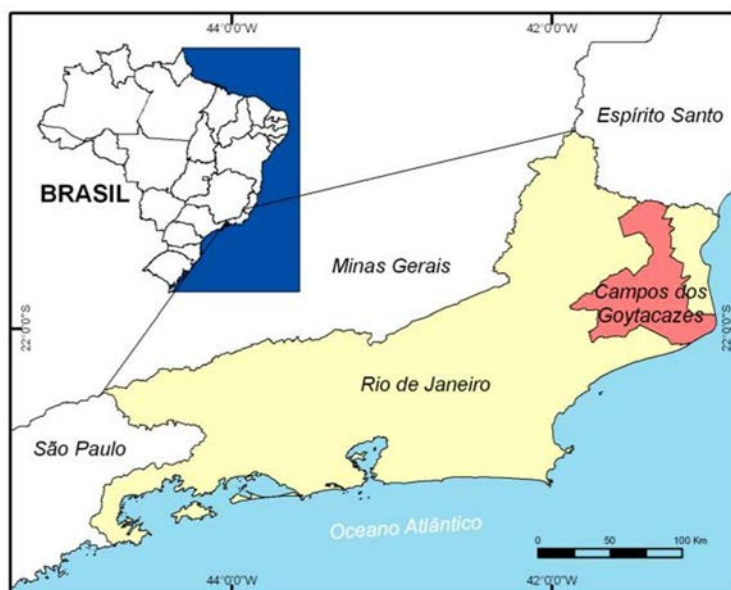 44°0'0"W
42°0'0"W
Espírito Santo
BRASIL
Minas Gerais
Campos dos
Goytacazes
22°0'0"S
22°0'0"S
Rio de Janeiro
São Paulo
Oceano Atlântico
0 50 100 Km
44°0'0"W
42°0'0"W